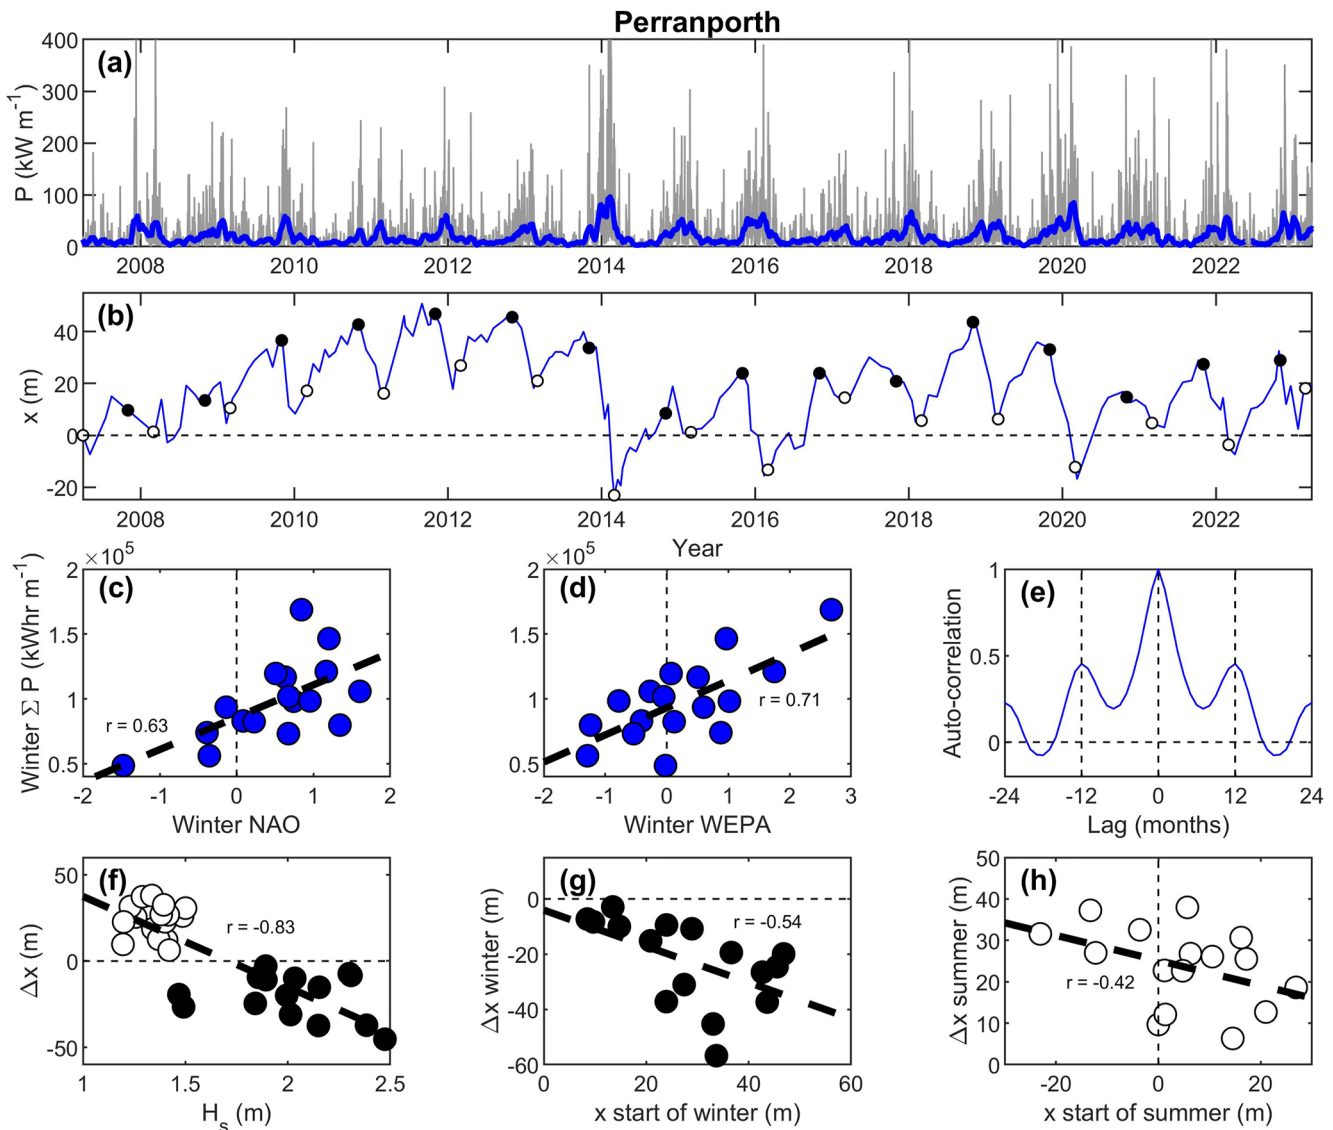 Perranporth
(a)
P (kW m⁻¹)
400
300
200
100
0
2008 2010 2012 2014 2016 2018 2020 2022
(b)
x (m)
40
20
0
-20
2008 2010 2012 2014 2016 2018 2020 2022
Year
(c)
×10⁵
Winter Σ P (kWhr m⁻¹)
2
1.5
1
0.5
r = 0.63
-2 -1 0 1 2
Winter NAO
(d)
×10⁵
2
1.5
1
0.5
r = 0.71
-2 -1 0 1 2 3
Winter WEPA
(e)
Auto-correlation
1
0.5
0
-24 -12 0 12 24
Lag (months)
(f)
Δx (m)
50
0
-50
r = -0.83
1 1.5 2 2.5
Hₛ (m)
(g)
Δx winter (m)
0
-20
-40
-60
r = -0.54
0 20 40 60
x start of winter (m)
(h)
Δx summer (m)
50
40
30
20
10
0
r = -0.42
-20 0 20
x start of summer (m)